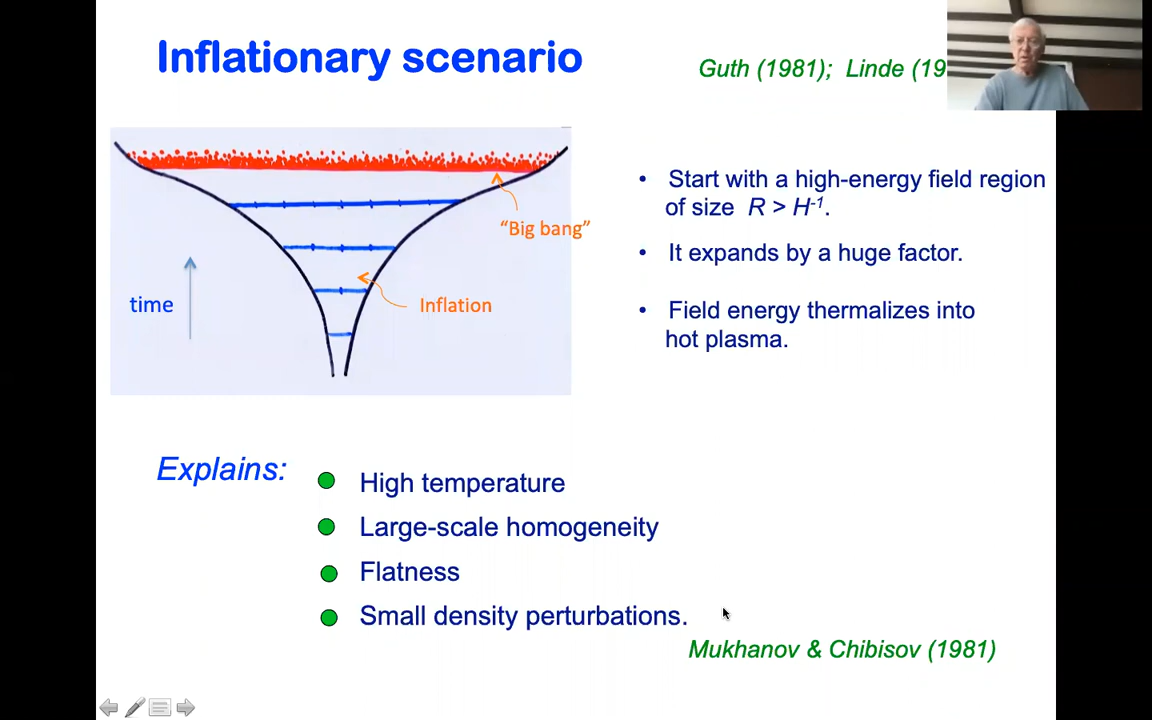 Inflationary scenario
Guth (1981); Linde (19
• Start with a high-energy field region
of size R > H⁻¹.
"Big bang"
• It expands by a huge factor.
time
Inflation
• Field energy thermalizes into
hot plasma.
Explains:
High temperature
Large-scale homogeneity
Flatness
Small density perturbations.
Mukhanov & Chibisov (1981)